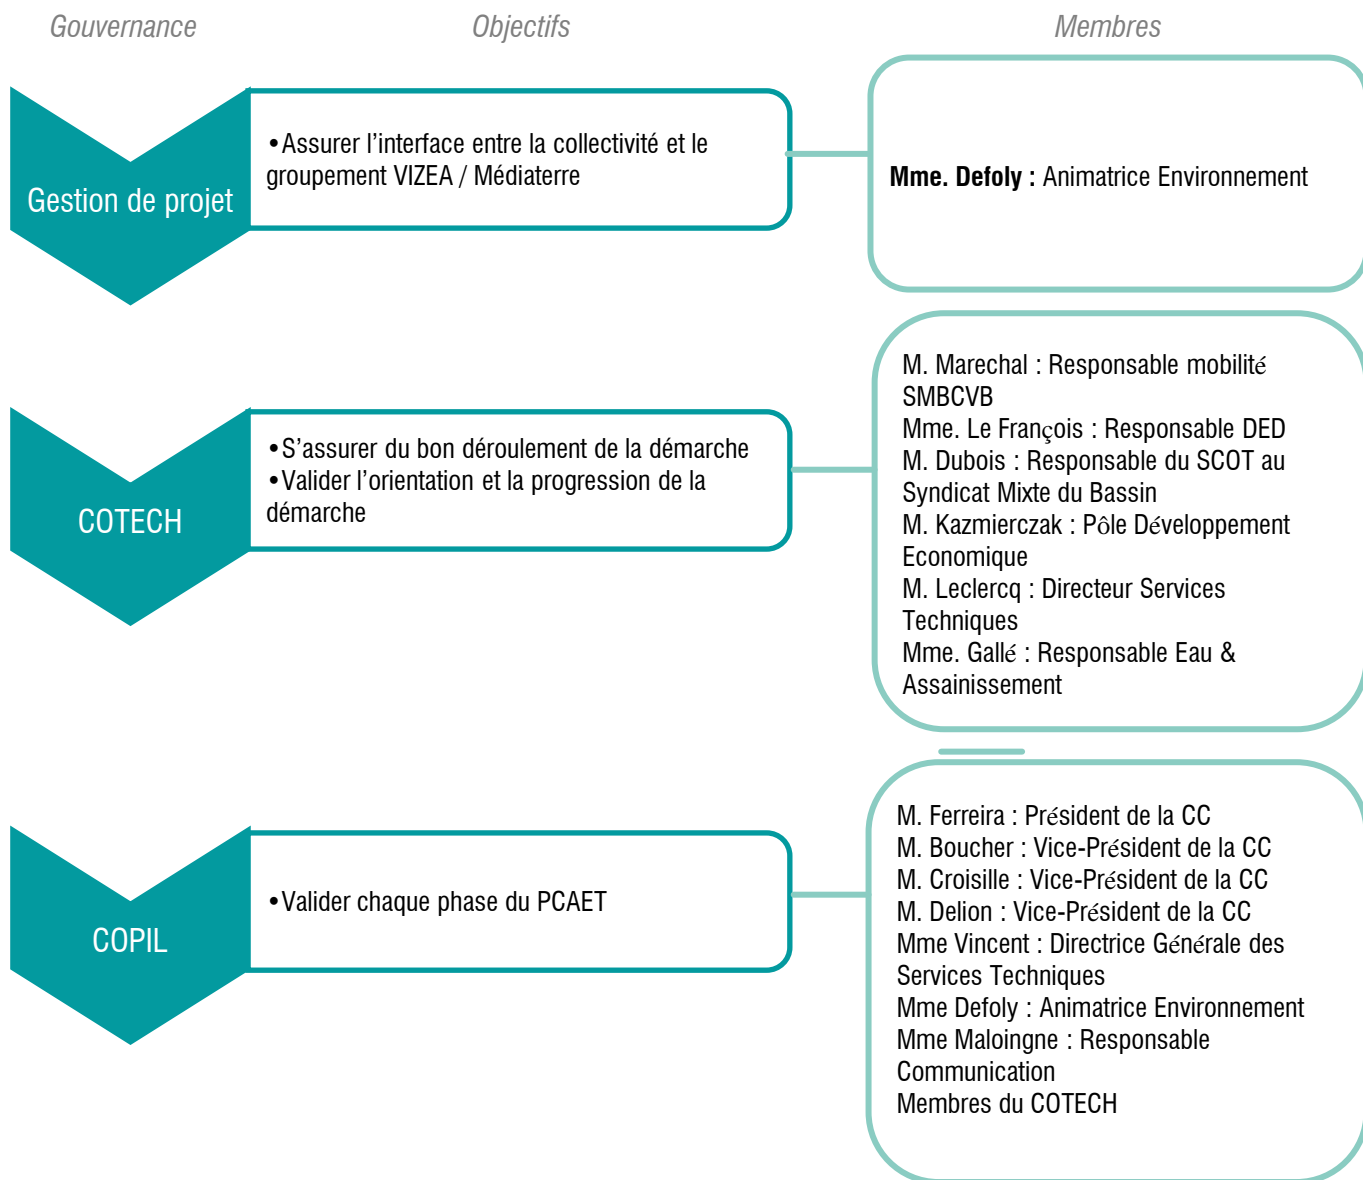 Gouvernance
Objectifs
Membres
Gestion de projet
•Assurer l’interface entre la collectivité et le
groupement VIZEA / Médiaterre
Mme. Defoly : Animatrice Environnement
COTECH
•S’assurer du bon déroulement de la démarche
•Valider l’orientation et la progression de la
démarche
M. Marechal : Responsable mobilité
SMBCVB
Mme. Le François : Responsable DED
M. Dubois : Responsable du SCOT au
Syndicat Mixte du Bassin
M. Kazmierczak : Pôle Développement
Economique
M. Leclercq : Directeur Services
Techniques
Mme. Gallé : Responsable Eau &
Assainissement
COPIL
•Valider chaque phase du PCAET
M. Ferreira : Président de la CC
M. Boucher : Vice-Président de la CC
M. Croisille : Vice-Président de la CC
M. Delion : Vice-Président de la CC
Mme Vincent : Directrice Générale des
Services Techniques
Mme Defoly : Animatrice Environnement
Mme Maloingne : Responsable
Communication
Membres du COTECH